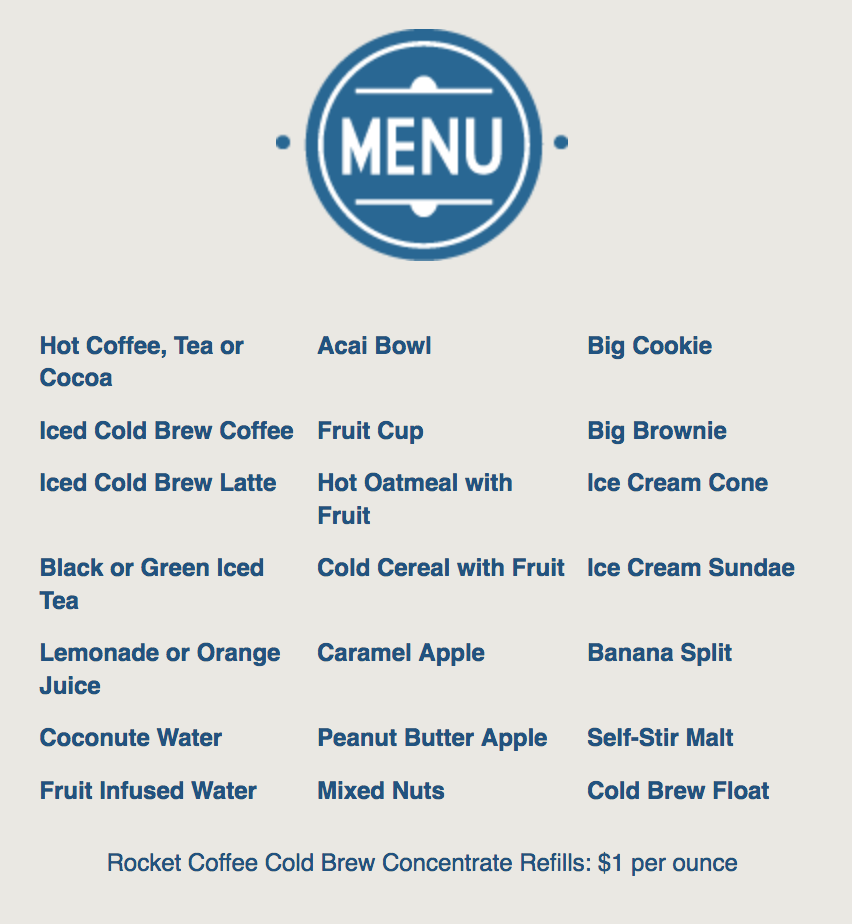 MENU
Hot Coffee, Tea or
Cocoa
Acai Bowl
Big Cookie
Iced Cold Brew Coffee
Fruit Cup
Big Brownie
Iced Cold Brew Latte
Hot Oatmeal with
Fruit
Ice Cream Cone
Black or Green Iced
Tea
Cold Cereal with Fruit
Ice Cream Sundae
Lemonade or Orange
Juice
Caramel Apple
Banana Split
Coconute Water
Peanut Butter Apple
Self-Stir Malt
Fruit Infused Water
Mixed Nuts
Cold Brew Float
Rocket Coffee Cold Brew Concentrate Refills: $1 per ounce